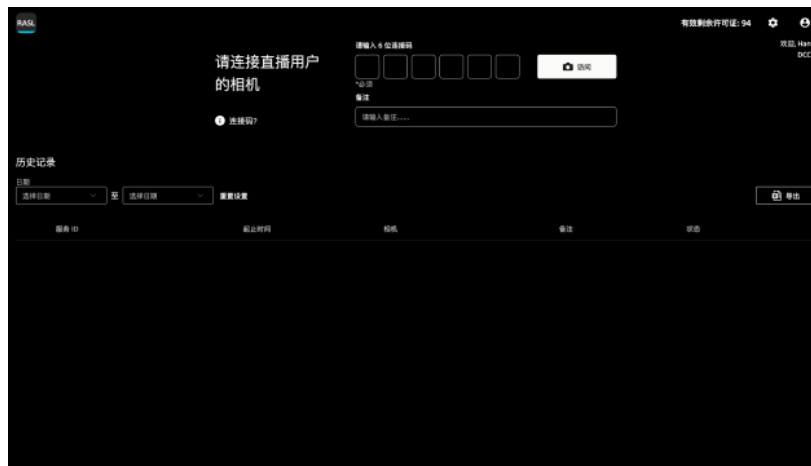 RASL
有效剩余许可证: 94
欢迎, Han
DCC
请连接直播用户
的相机
连接码?
请输入 6 位连接码
*必须
访问
备注
请输入备注......
历史记录
日期
选择日期
至
选择日期
重置设置
导出
服务 ID
起止时间
相机
备注
状态